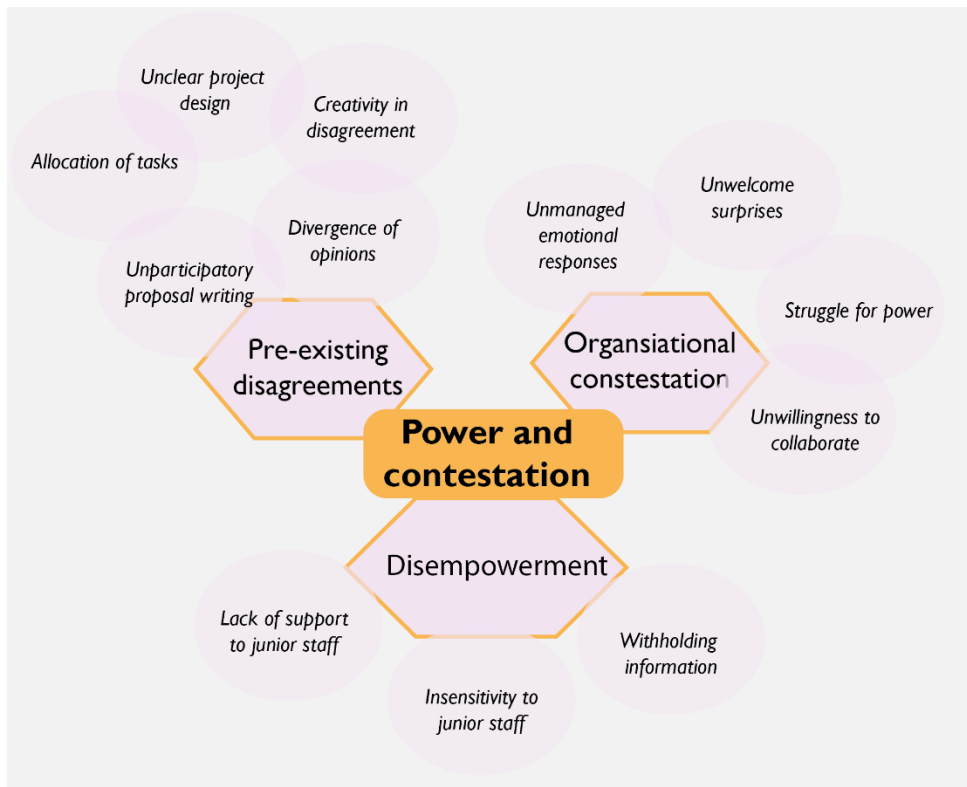 Unclear project
design
Creativity in
disagreement
Allocation of tasks
Divergence of
opinions
Unparticipatory
proposal writing
Unmanaged
emotional
responses
Unwelcome
surprises
Struggle for power
Unwillingness to
collaborate
Pre-existing
disagreements
Organsiational
constestation
Power and
contestation
Disempowerment
Lack of support
to junior staff
Insensitivity to
junior staff
Withholding
information